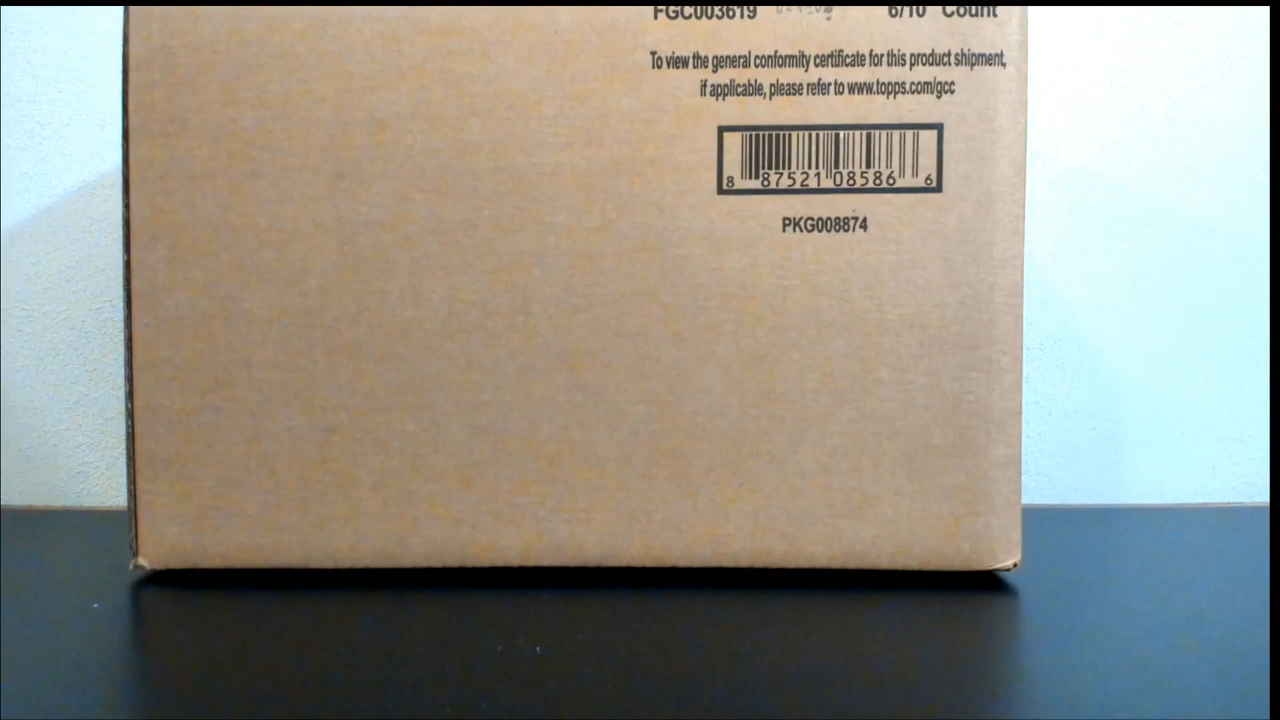 FGC003619 6/10 Count
To view the general conformity certificate for this product shipment,
if applicable, please refer to www.topps.com/gcc
8 87521 08586 6
PKG008874